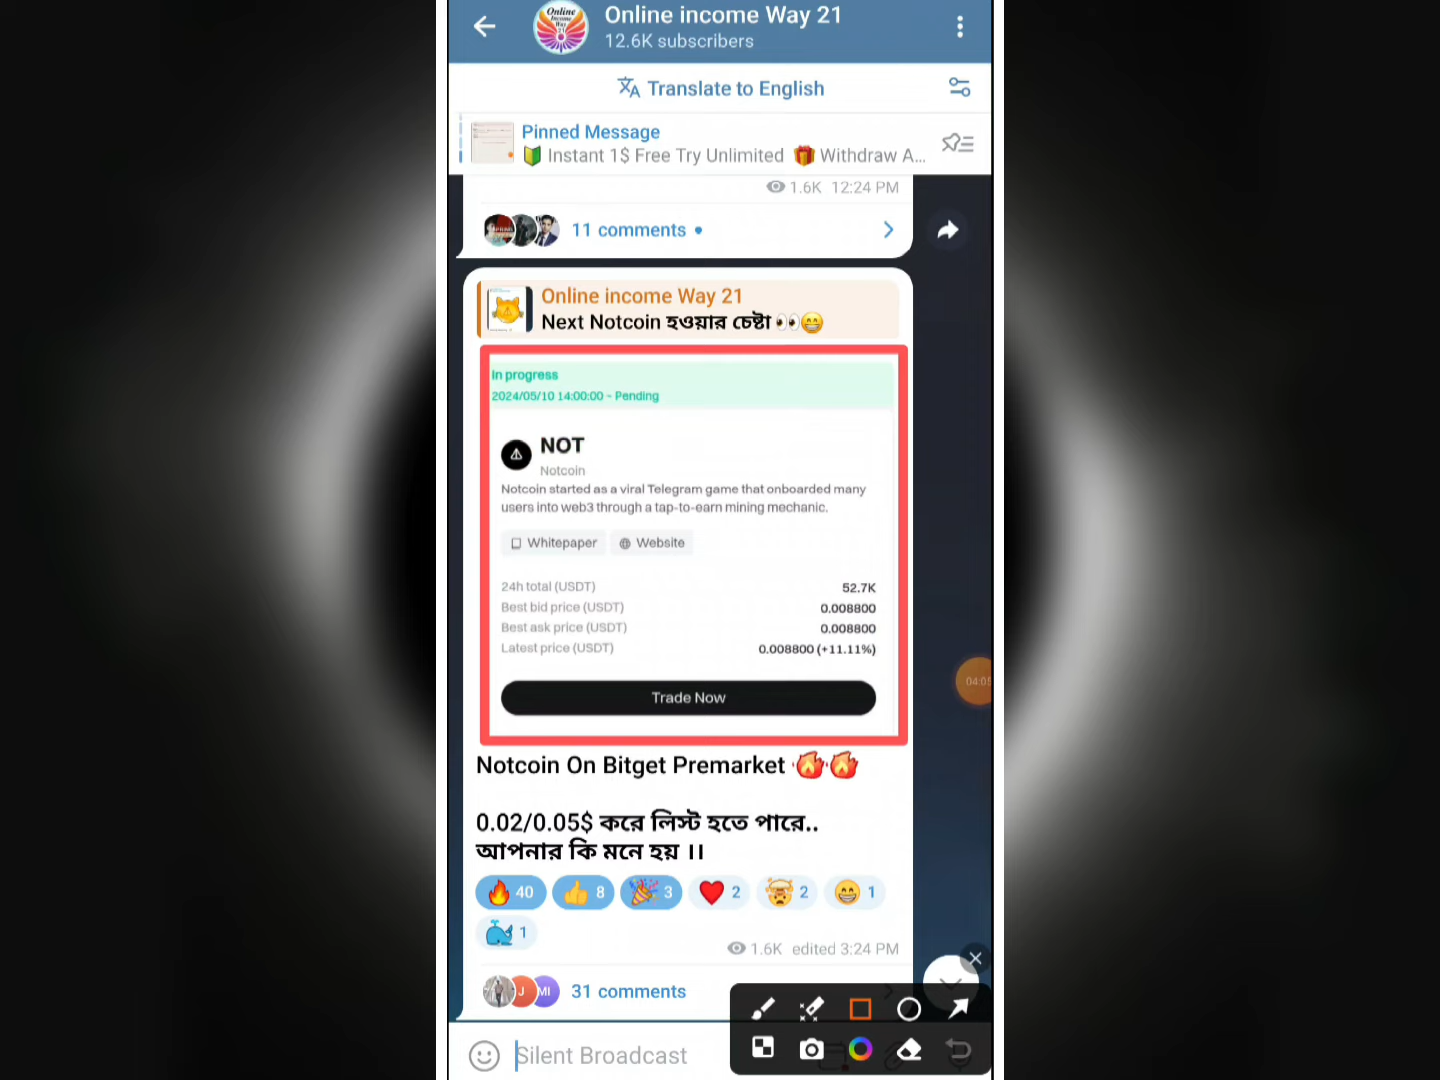 Online income Way 21
12.6K subscribers
Translate to English
Pinned Message
🔰 Instant 1$ Free Try Unlimited 🎁 Withdraw A...
1.6K 12:24 PM
11 comments
Online income Way 21
Next Notcoin হওয়ার চেষ্টা 👀😁
In progress
2024/05/10 14:00:00 - Pending
NOT
Notcoin
Notcoin started as a viral Telegram game that onboarded many
users into web3 through a tap-to-earn mining mechanic.
Whitepaper Website
24h total (USDT) 52.7K
Best bid price (USDT) 0.008800
Best ask price (USDT) 0.008800
Latest price (USDT) 0.008800 (+11.11%)
Trade Now
Notcoin On Bitget Premarket 🔥🔥
0.02/0.05$ করে লিস্ট হতে পারে..
আপনার কি মনে হয় ।।
🔥 40 👍 8 🎉 3 ❤️ 2 🤯 2 😁 1
🐳 1
1.6K edited 3:24 PM
J MI 31 comments
Silent Broadcast